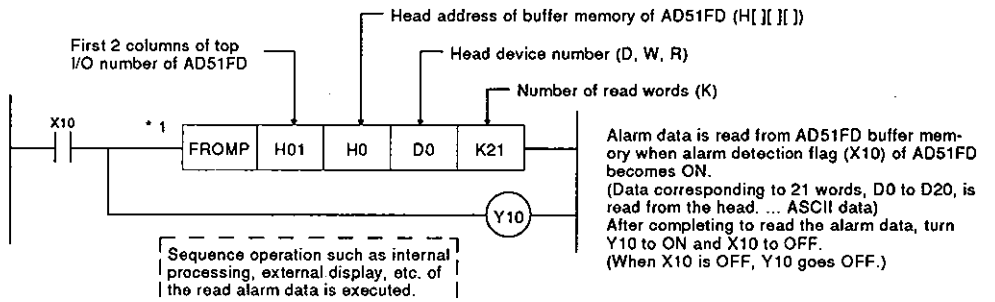 Head address of buffer memory of AD51FD (H[ ][ ][ ])
First 2 columns of top
I/O number of AD51FD
Head device number (D, W, R)
Number of read words (K)
X10
* 1
FROMP H01 H0 D0 K21
Y10
Alarm data is read from AD51FD buffer mem-
ory when alarm detection flag (X10) of AD51FD
becomes ON.
(Data corresponding to 21 words, D0 to D20, is
read from the head. ... ASCII data)
After completing to read the alarm data, turn
Y10 to ON and X10 to OFF.
(When X10 is OFF, Y10 goes OFF.)
Sequence operation such as internal
processing, external display, etc. of
the read alarm data is executed.